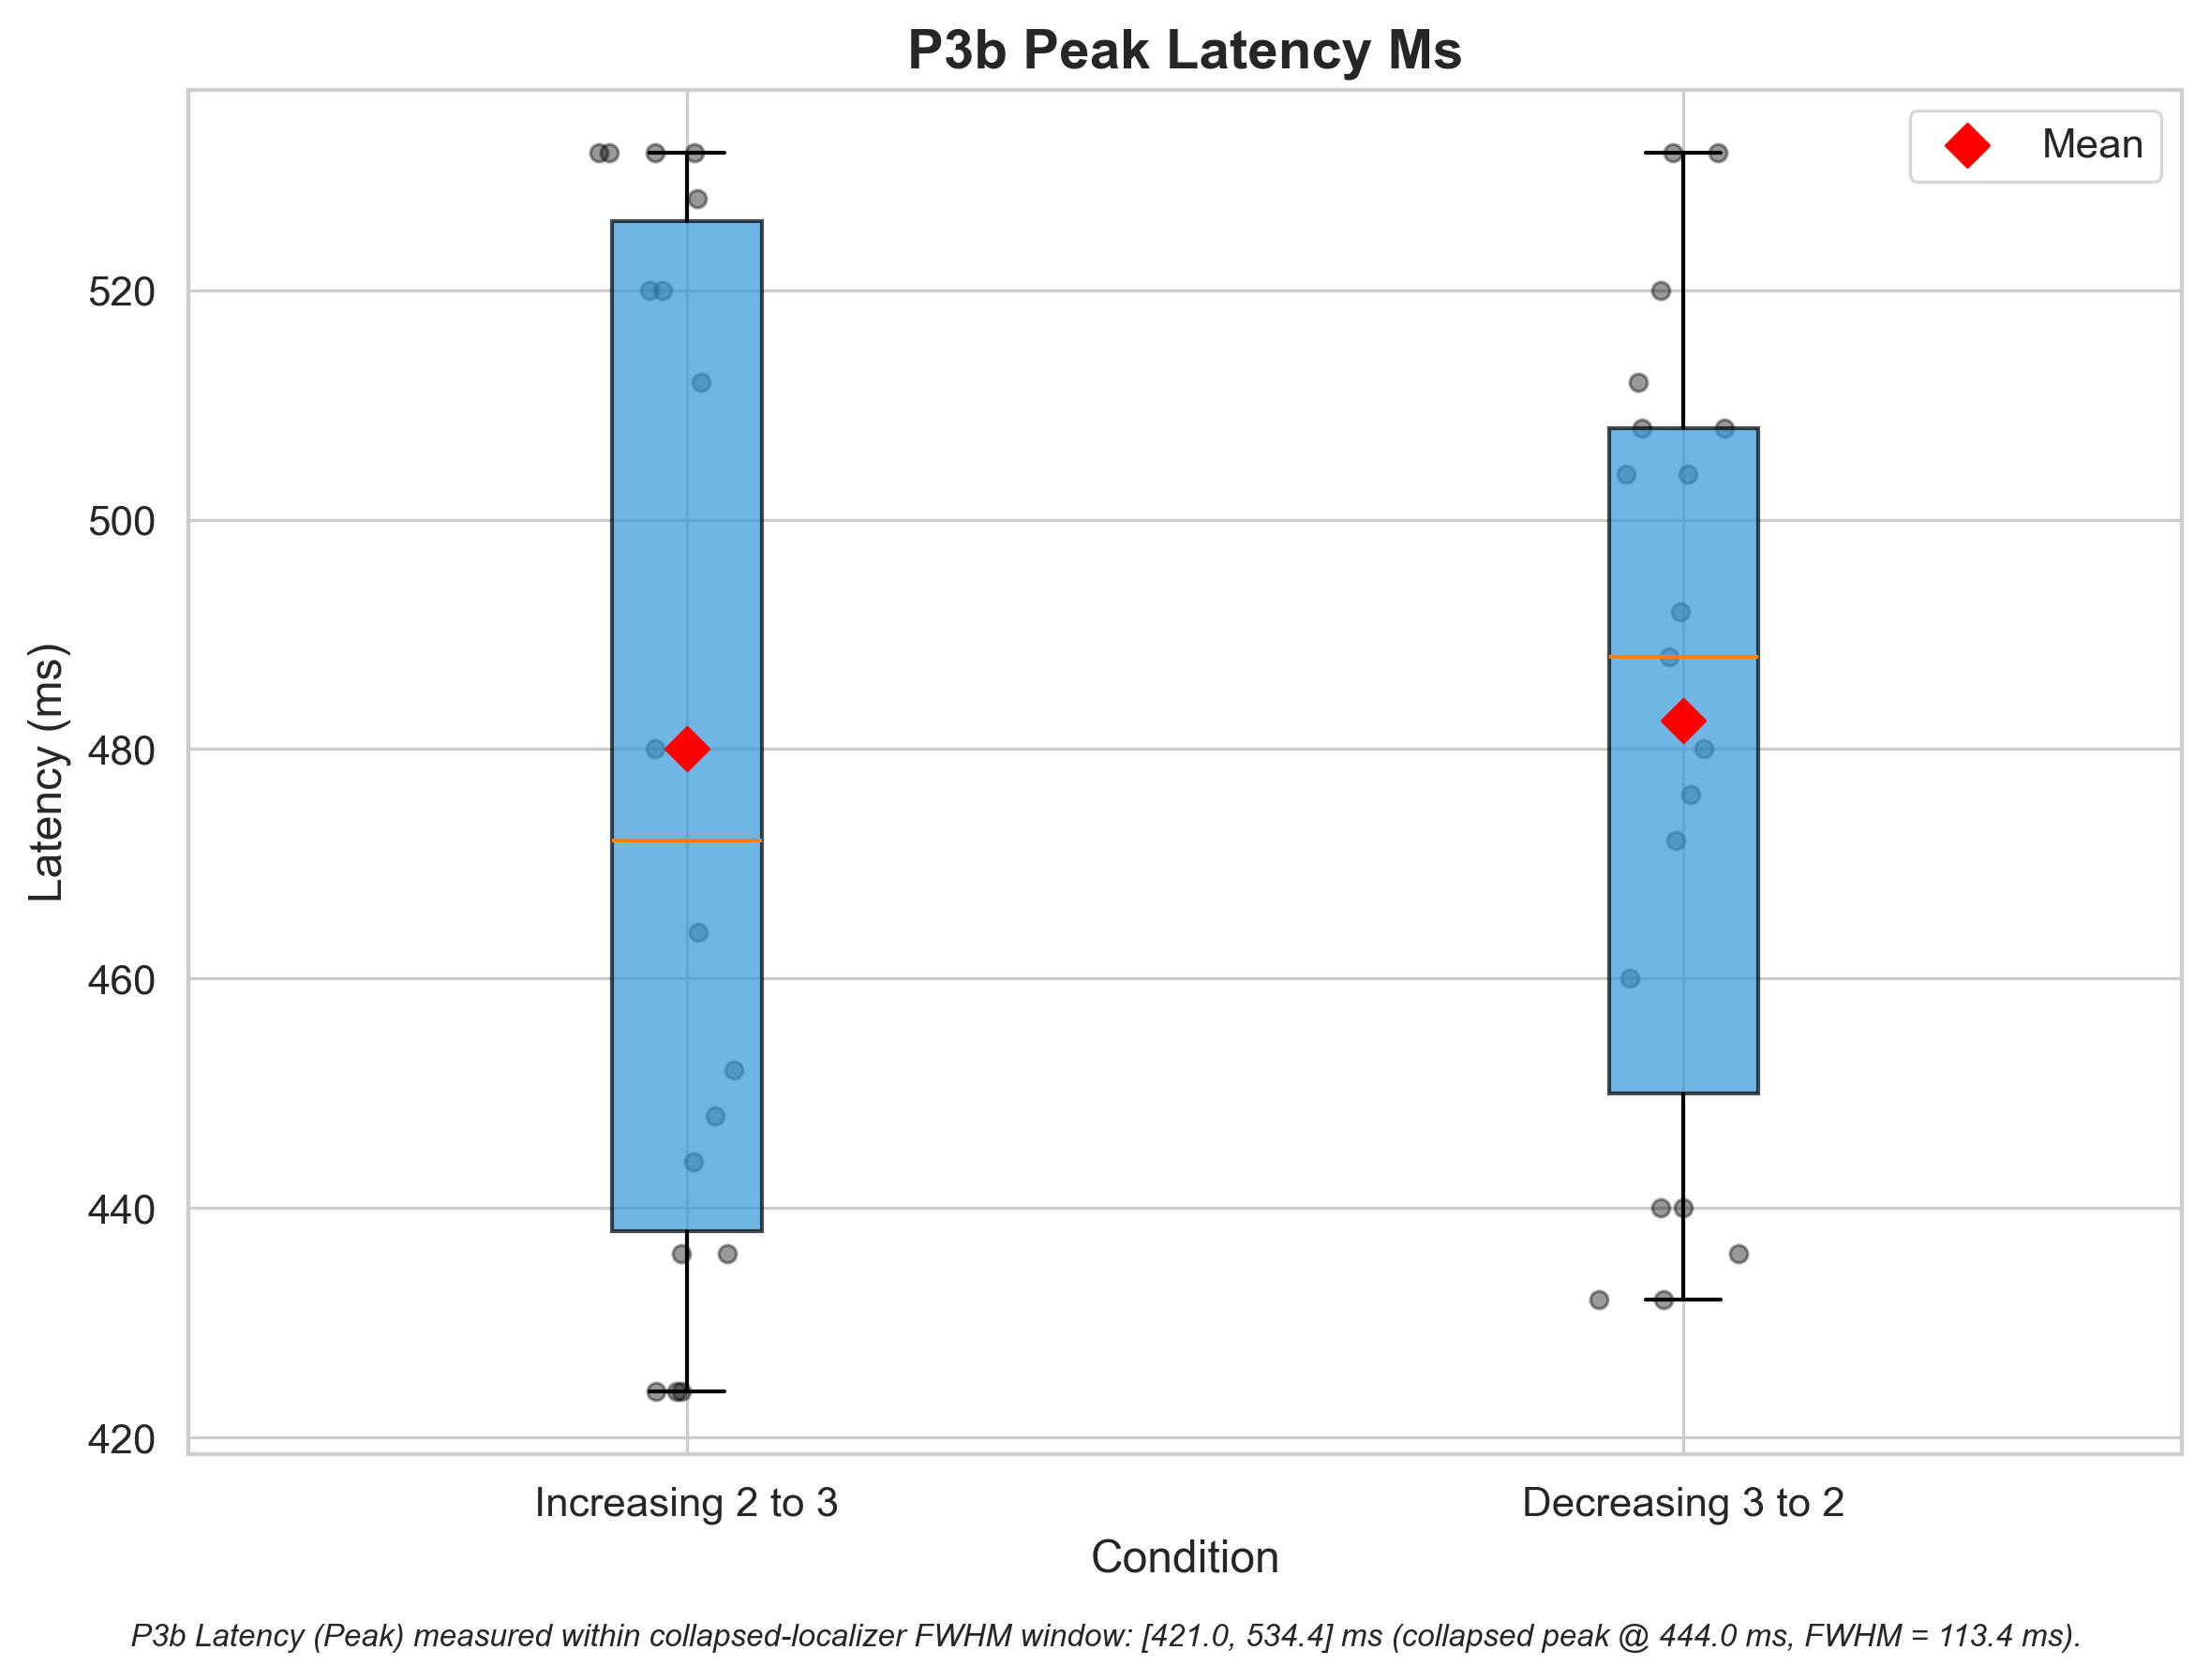 P3b Peak Latency Ms
Mean
Latency (ms)
520
500
480
460
440
420
Increasing 2 to 3
Decreasing 3 to 2
Condition
P3b Latency (Peak) measured within collapsed-localizer FWHM window: [421.0, 534.4] ms (collapsed peak @ 444.0 ms, FWHM = 113.4 ms).